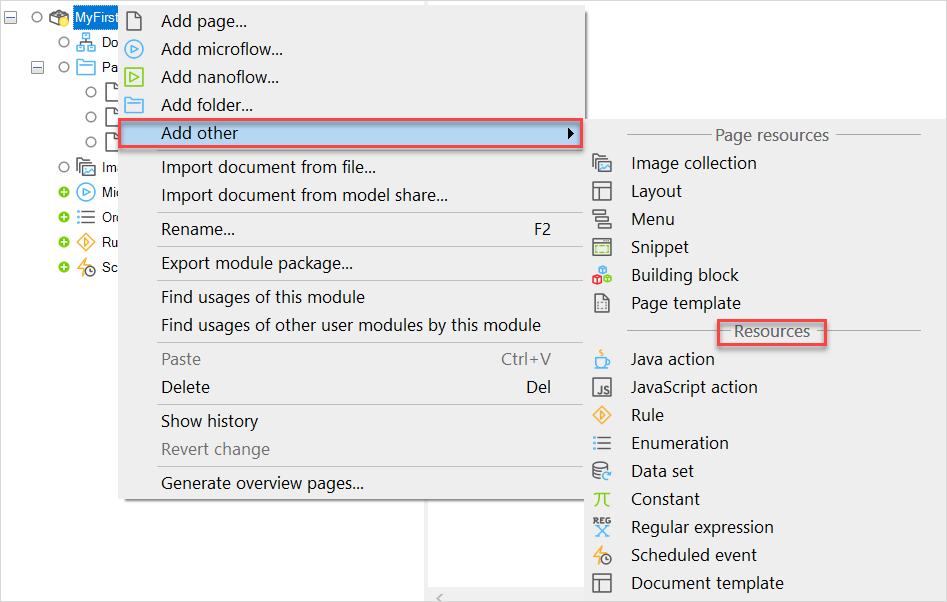 MyFirst
Do
Pa
Im
Mic
Or
Ru
Sc
Add page...
Add microflow...
Add nanoflow...
Add folder...
Add other
Import document from file...
Import document from model share...
Rename... F2
Export module package...
Find usages of this module
Find usages of other user modules by this module
Paste Ctrl+V
Delete Del
Show history
Revert change
Generate overview pages...
Page resources
Image collection
Layout
Menu
Snippet
Building block
Page template
Resources
Java action
JS JavaScript action
Rule
Enumeration
Data set
π Constant
REG X Regular expression
Scheduled event
Document template